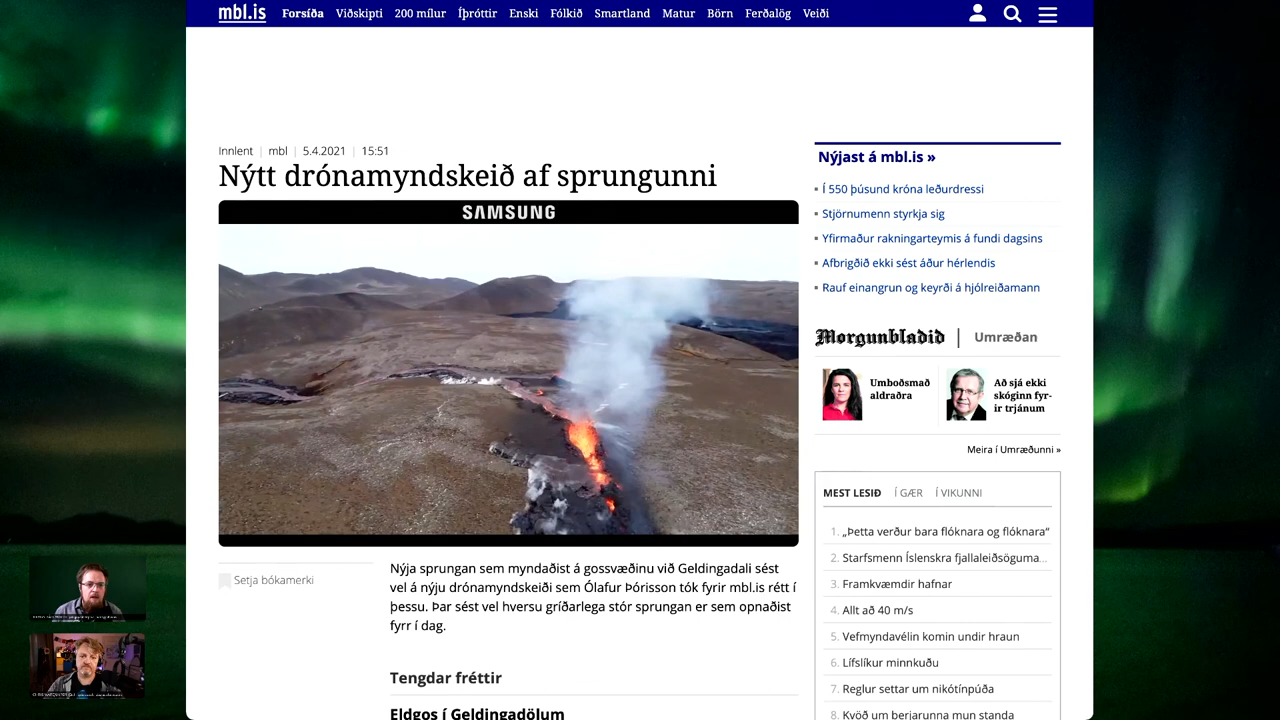 mbl.is Forsíða Viðskipti 200 mílur Íþróttir Enski Fólkið Smartland Matur Börn Ferðalög Veiði
Innlent | mbl | 5.4.2021 | 15:51
Nýtt drónamyndskeið af sprungunni
SAMSUNG
Setja bókamerki
Nýja sprungan sem myndaðist á gossvæðinu við Geldingadali sést
vel á nýju drónamyndskeiði sem Ólafur Þórisson tók fyrir mbl.is rétt í
þessu. Þar sést vel hversu gríðarlega stór sprungan er sem opnaðist
fyrr í dag.
Tengdar fréttir
Eldgos í Geldingadölum
Nýjast á mbl.is »
Í 550 þúsund króna leðurdressi
Stjörnumenn styrkja sig
Yfirmaður rakningarteymis á fundi dagsins
Afbrigðið ekki sést áður hérlendis
Rauf einangrun og keyrði á hjólreiðamann
Morgunblaðið | Umræðan
Umboðsmað
aldraðra
Að sjá ekki
skóginn fyr-
ir trjánum
Meira í Umræðunni »
MEST LESIÐ Í GÆR Í VIKUNNI
1. „Þetta verður bara flóknara og flóknara“
2. Starfsmenn Íslenskra fjallaleiðsöguma...
3. Framkvæmdir hafnar
4. Allt að 40 m/s
5. Vefmyndavélin komin undir hraun
6. Lífslíkur minnkuðu
7. Reglur settar um nikótínpúða
8. Kvöð um berjarunna mun standa